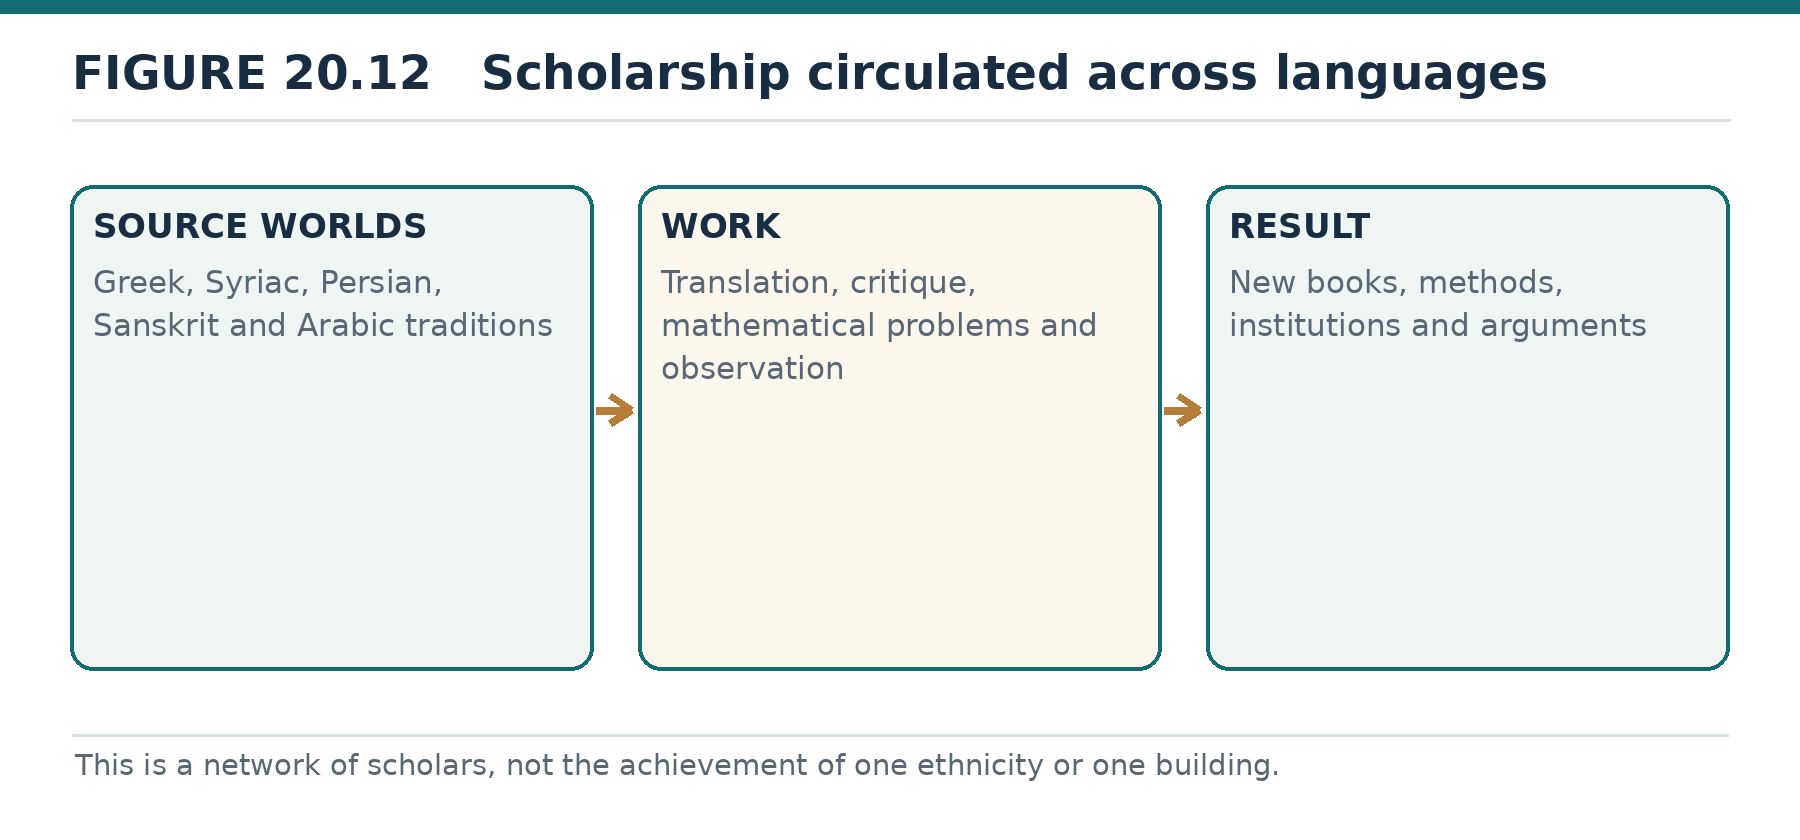 FIGURE 20.12 Scholarship circulated across languages
SOURCE WORLDS
Greek, Syriac, Persian,
Sanskrit and Arabic traditions
WORK
Translation, critique,
mathematical problems and
observation
RESULT
New books, methods,
institutions and arguments
This is a network of scholars, not the achievement of one ethnicity or one building.